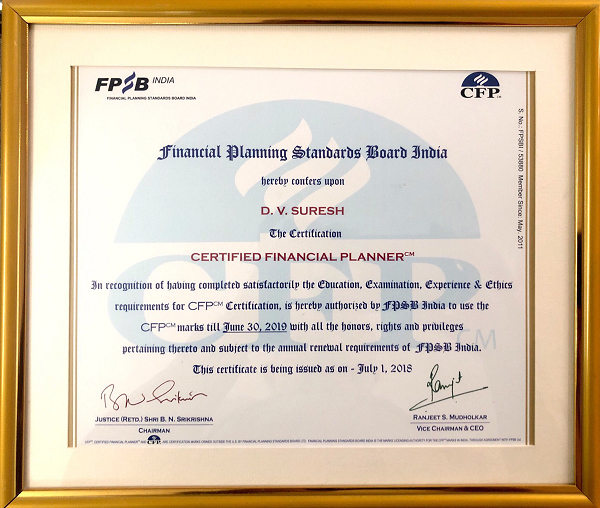 FPSB INDIA
FINANCIAL PLANNING STANDARDS BOARD INDIA
CFP
CM
S. No.: FPSBI / 53880 Member Since: May, 2011
Financial Planning Standards Board India
hereby confers upon
D. V. SURESH
The Certification
CERTIFIED FINANCIAL PLANNER CM
In recognition of having completed satisfactorily the Education, Examination, Experience & Ethics
requirements for CFP CM Certification, is hereby authorized by FPSB India to use the
CFP CM marks till June 30, 2019 with all the honors, rights and privileges
pertaining thereto and subject to the annual renewal requirements of FPSB India.
This certificate is being issued as on - July 1, 2018
JUSTICE (RETD.) SHRI B. N. SRIKRISHNA
CHAIRMAN
RANJEET S. MUDHOLKAR
VICE CHAIRMAN & CEO